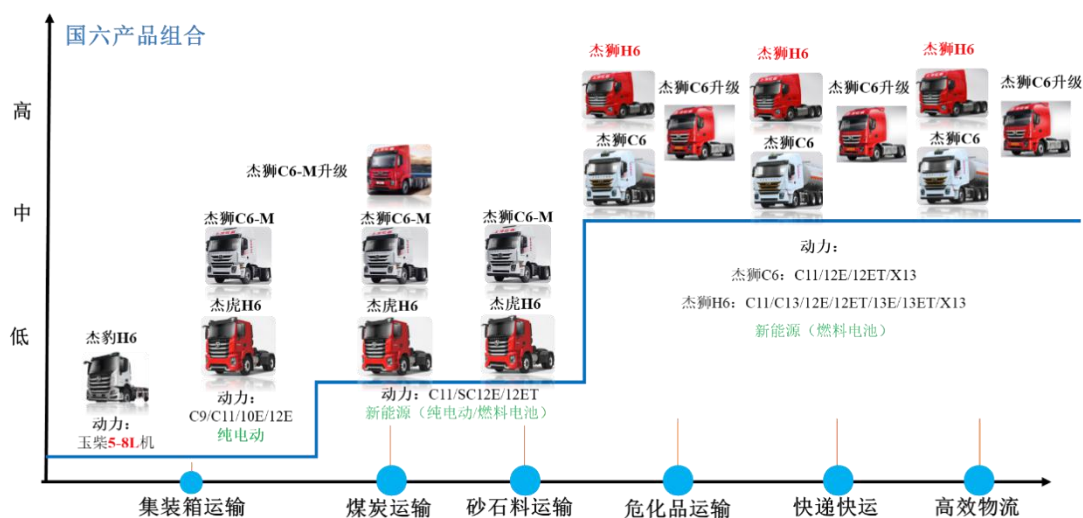 国六产品组合
高
中
低
杰狮H6
杰狮H6
杰狮H6
杰狮C6升级
杰狮C6升级
杰狮C6升级
杰狮C6
杰狮C6
杰狮C6
杰狮C6-M升级
杰狮C6-M
杰狮C6-M
杰狮C6-M
杰虎H6
杰虎H6
杰虎H6
杰豹H6
动力：
玉柴5-8L机
动力：
C9/C11/10E/12E
纯电动
动力：C11/SC12E/12ET
新能源（纯电动/燃料电池）
动力：
杰狮C6：C11/12E/12ET/X13
杰狮H6：C11/C13/12E/12ET/13E/13ET/X13
新能源（燃料电池）
集装箱运输
煤炭运输
砂石料运输
危化品运输
快递快运
高效物流